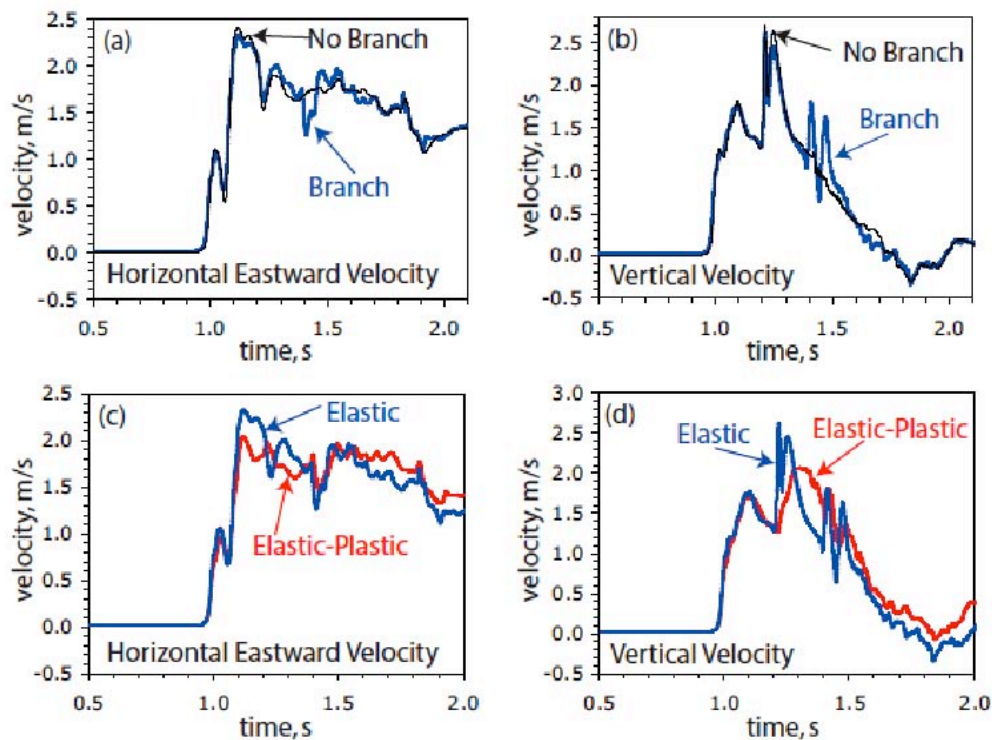 (a)
No Branch
Branch
Horizontal Eastward Velocity
velocity, m/s
2.5
2.0
1.5
1.0
0.5
0.0
-0.5
0.5 1.0 1.5 2.0
time, s
(b)
No Branch
Branch
Vertical Velocity
velocity, m/s
2.5
2.0
1.5
1.0
0.5
0.0
-0.5
0.5 1.0 1.5 2.0
time, s
(c)
Elastic
Elastic-Plastic
Horizontal Eastward Velocity
velocity, m/s
2.5
2.0
1.5
1.0
0.5
0.0
-0.5
0.5 1.0 1.5 2.0
time, s
(d)
Elastic
Elastic-Plastic
Vertical Velocity
velocity, m/s
3.0
2.5
2.0
1.5
1.0
0.5
0.0
-0.5
0.5 1.0 1.5 2.0
time, s